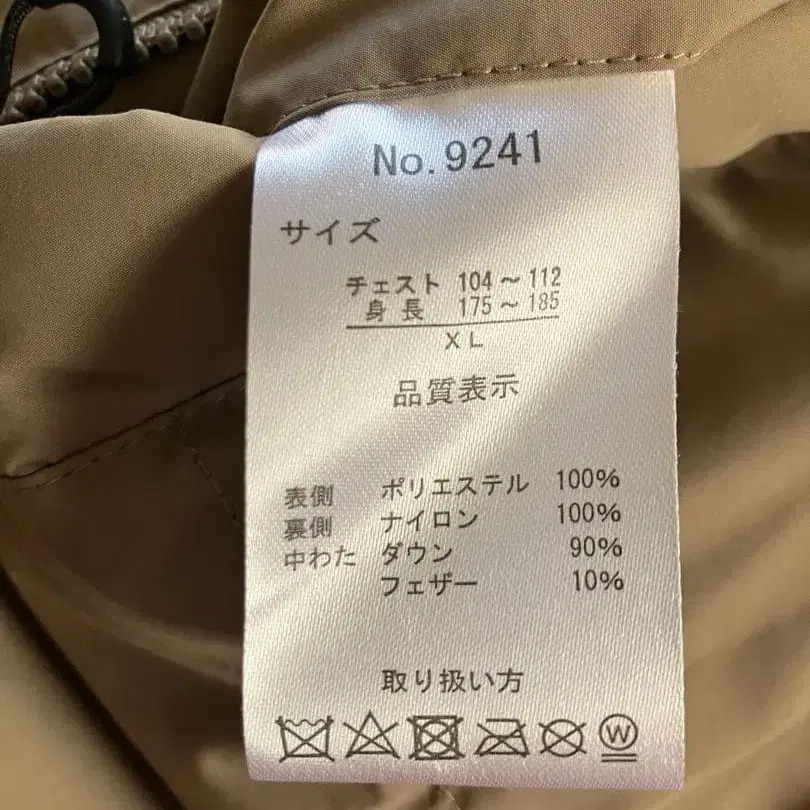 No.9241
サイズ
チェスト 104～112
身長 175～185
XL
品質表示
表側 ポリエステル 100%
裏側 ナイロン 100%
中わた ダウン 90%
フェザー 10%
取り扱い方
W